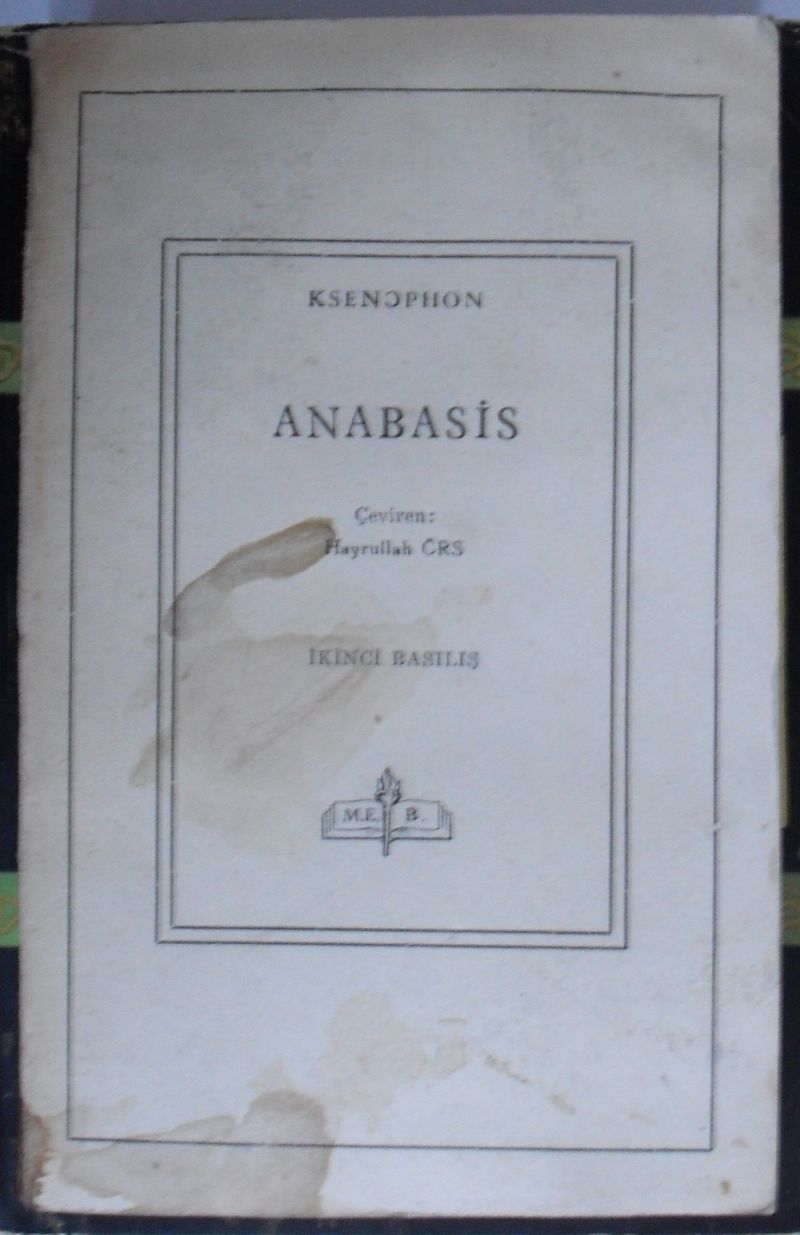 KSENOPHON
ANABASİS
Çeviren:
Hayrullah ÖRS
İKİNCİ BASILIŞ
M.E. B.